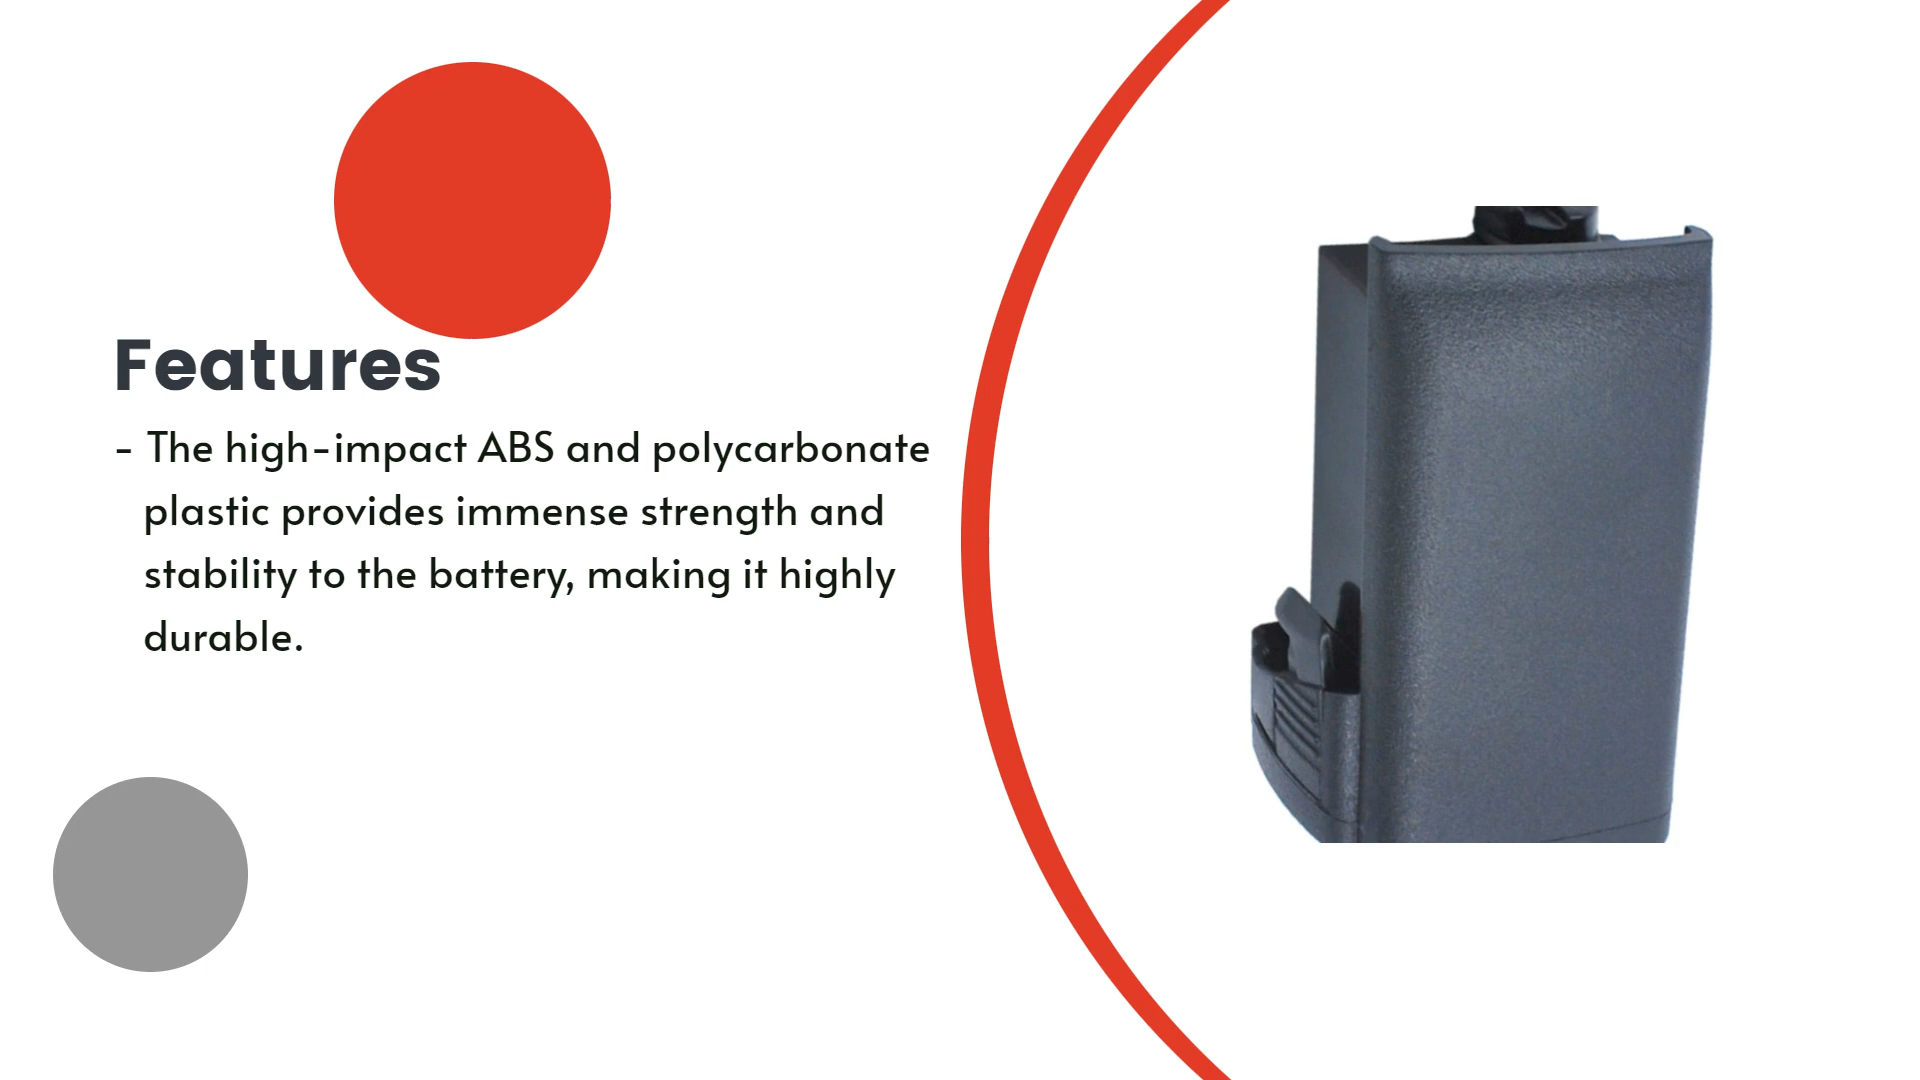 Features
- The high-impact ABS and polycarbonate
plastic provides immense strength and
stability to the battery, making it highly
durable.